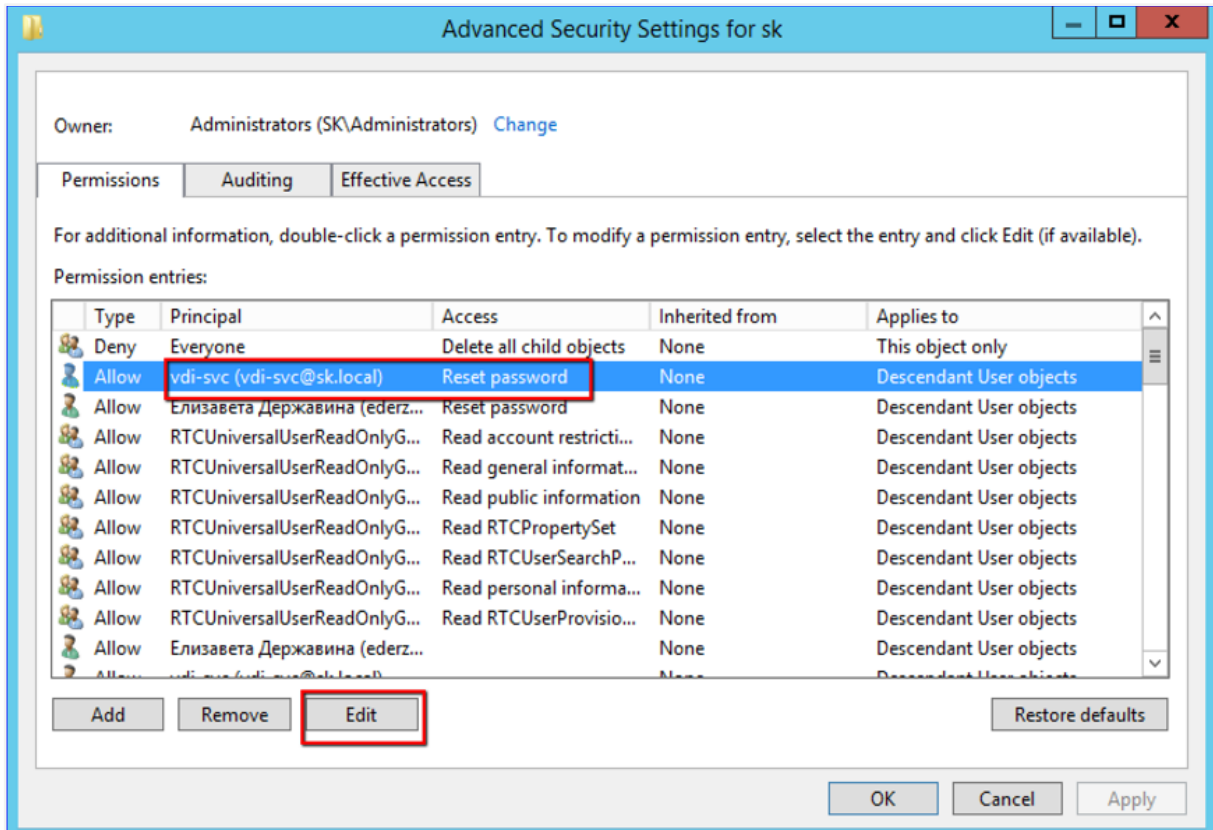 Advanced Security Settings for sk
Owner: Administrators (SK\Administrators) Change
Permissions Auditing Effective Access
For additional information, double-click a permission entry. To modify a permission entry, select the entry and click Edit (if available).
Permission entries:
Type Principal Access Inherited from Applies to
Deny Everyone Delete all child objects None This object only
Allow vdi-svc (vdi-svc@sk.local) Reset password None Descendant User objects
Allow Елизавета Державина (ederz... Reset password None Descendant User objects
Allow RTCUniversalUserReadOnlyG... Read account restricti... None Descendant User objects
Allow RTCUniversalUserReadOnlyG... Read general informat... None Descendant User objects
Allow RTCUniversalUserReadOnlyG... Read public information None Descendant User objects
Allow RTCUniversalUserReadOnlyG... Read RTCPropertySet None Descendant User objects
Allow RTCUniversalUserReadOnlyG... Read RTCUserSearchP... None Descendant User objects
Allow RTCUniversalUserReadOnlyG... Read personal informa... None Descendant User objects
Allow RTCUniversalUserReadOnlyG... Read RTCUserProvisio... None Descendant User objects
Allow Елизавета Державина (ederz... None Descendant User objects
Add Remove Edit Restore defaults
OK Cancel Apply